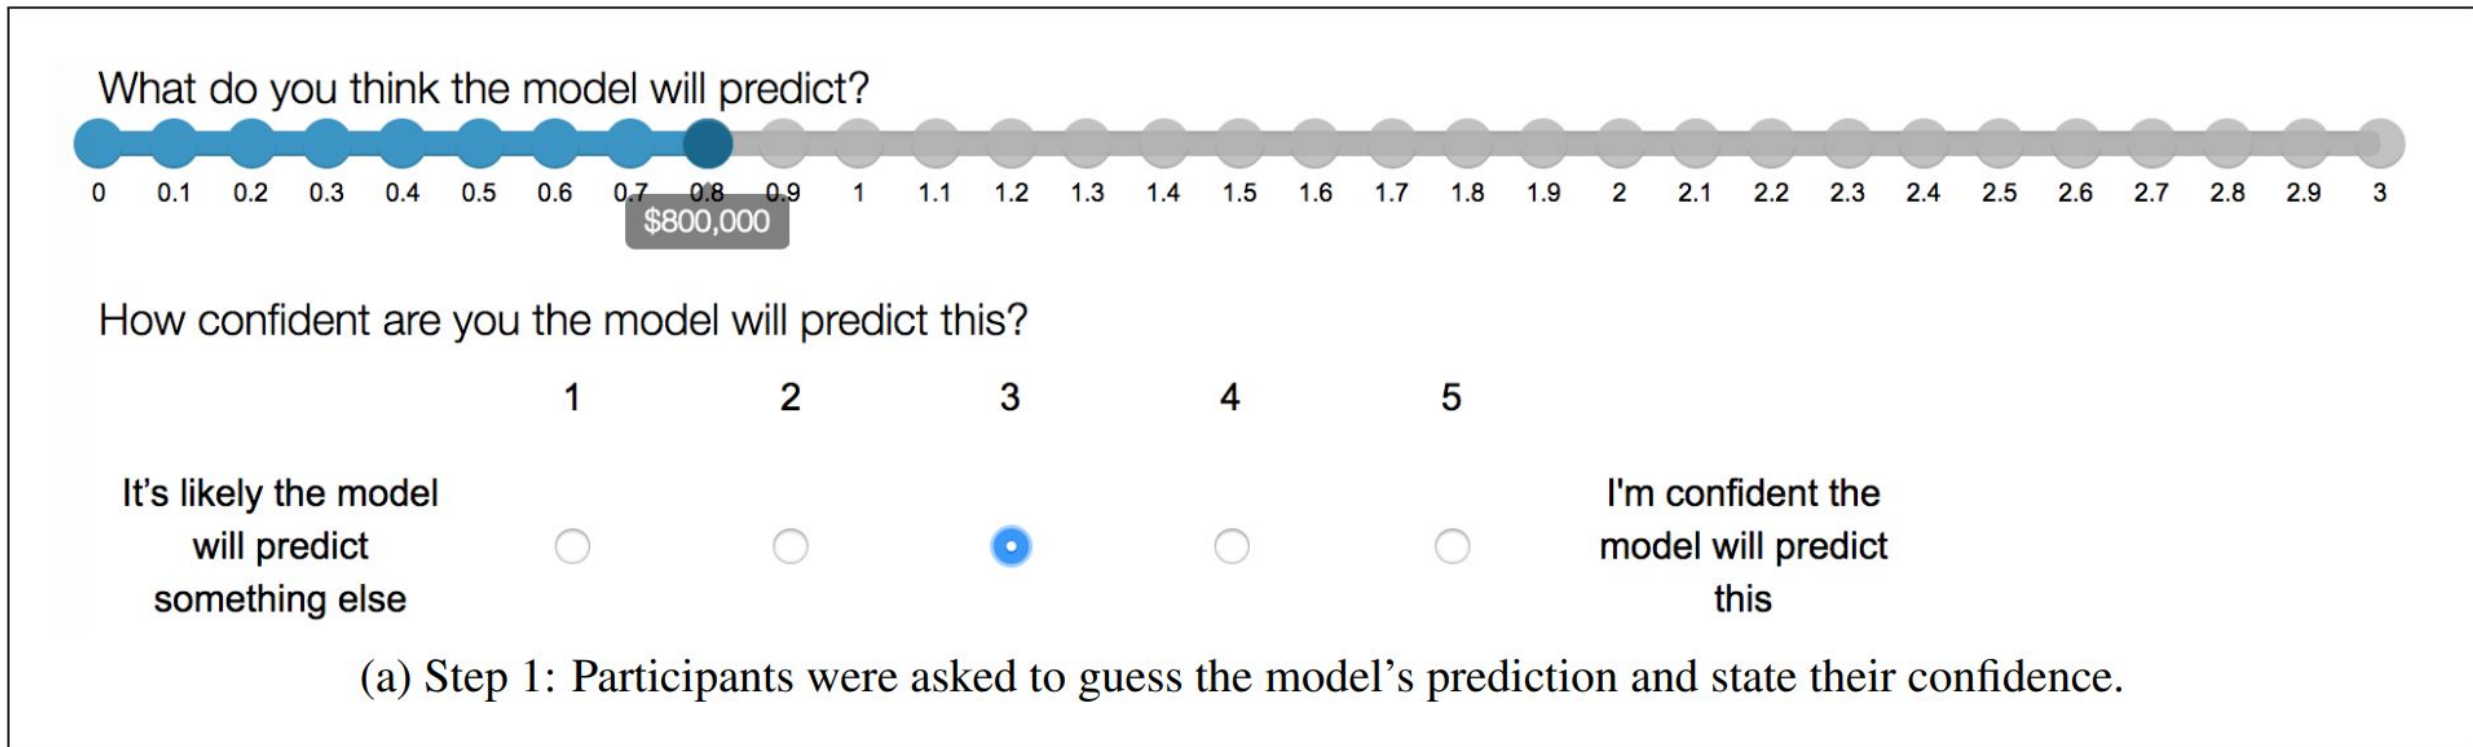 What do you think the model will predict?
0 0.1 0.2 0.3 0.4 0.5 0.6 0.7 0.8 0.9 1 1.1 1.2 1.3 1.4 1.5 1.6 1.7 1.8 1.9 2 2.1 2.2 2.3 2.4 2.5 2.6 2.7 2.8 2.9 3
$800,000
How confident are you the model will predict this?
1 2 3 4 5
It's likely the model
will predict
something else
I'm confident the
model will predict
this
(a) Step 1: Participants were asked to guess the model's prediction and state their confidence.